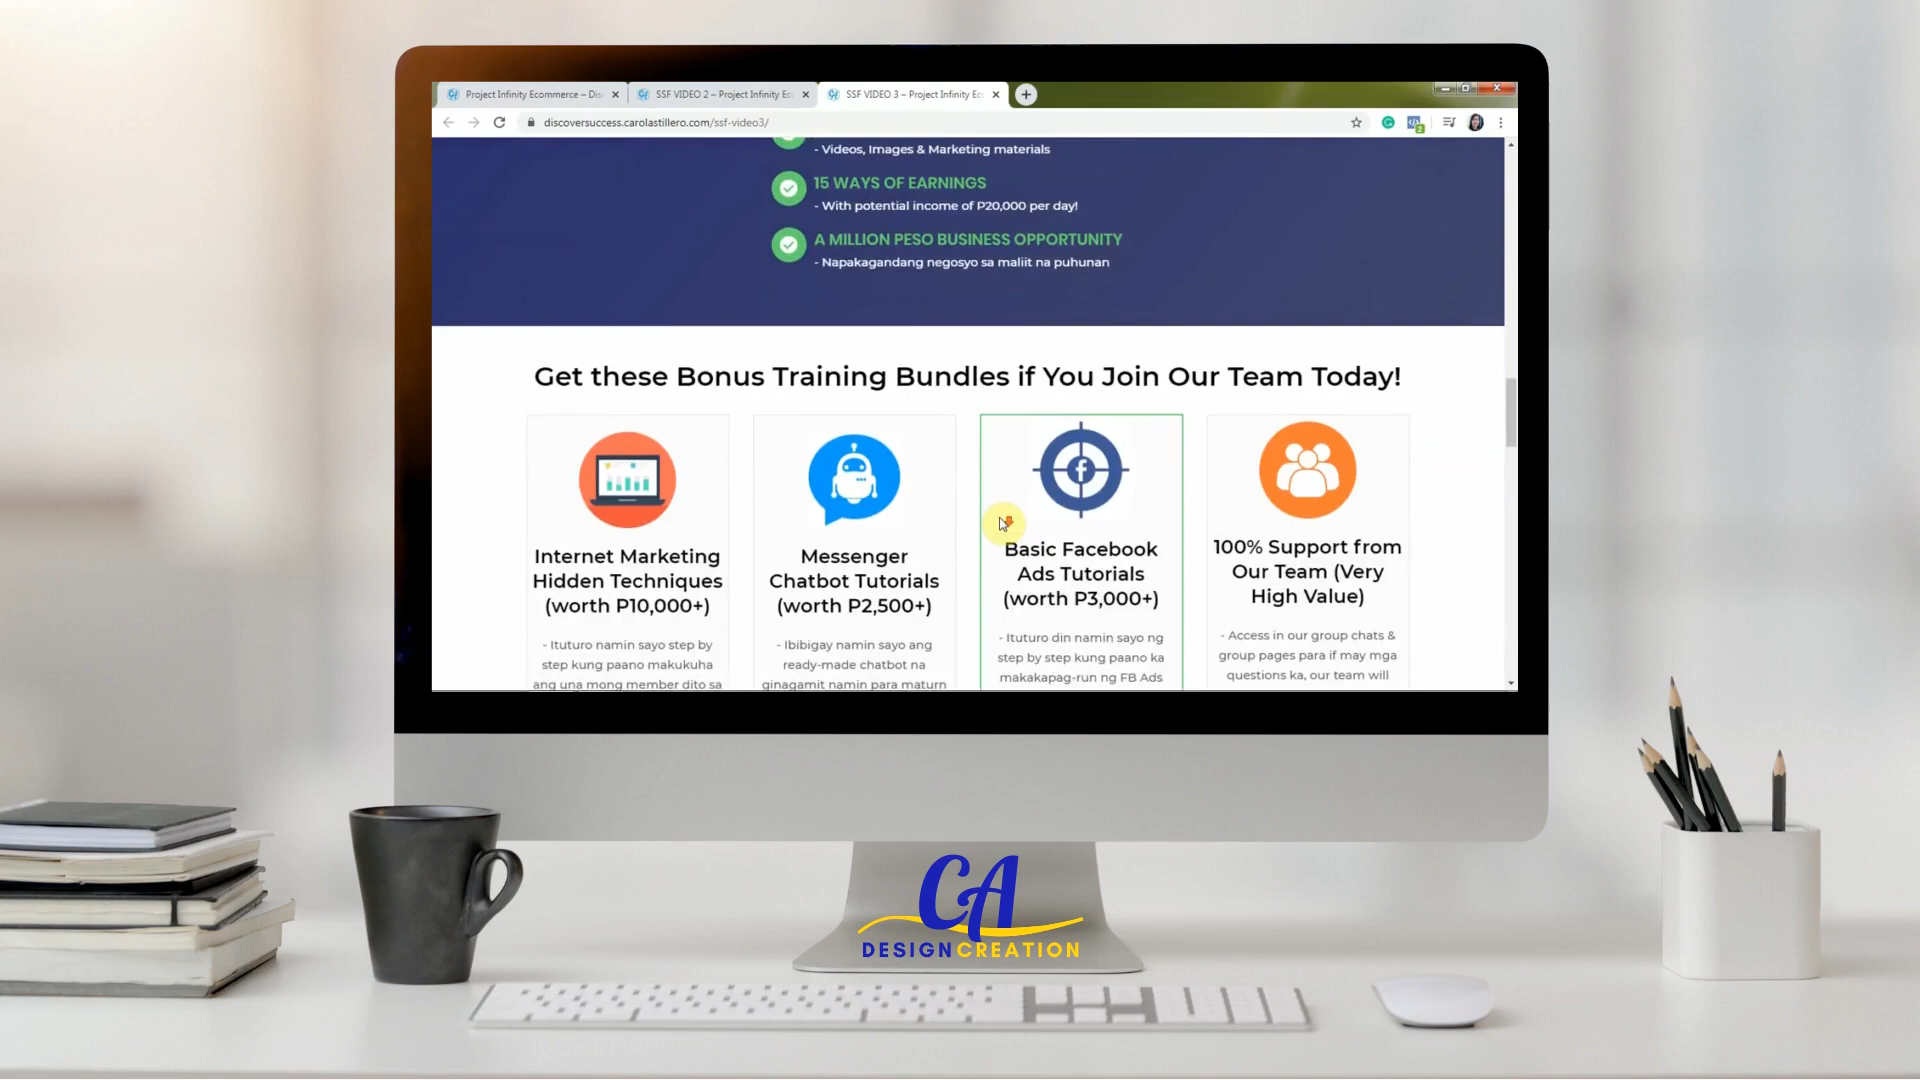 Project Infinity Ecommerce – Dis
SSF VIDEO 2 – Project Infinity Ec
SSF VIDEO 3 – Project Infinity Ec
discoversuccess.carolastillero.com/ssf-video3/
2
- Videos, Images & Marketing materials
15 WAYS OF EARNINGS
- With potential income of P20,000 per day!
A MILLION PESO BUSINESS OPPORTUNITY
- Napakagandang negosyo sa maliit na puhunan
Get these Bonus Training Bundles if You Join Our Team Today!
Internet Marketing
Hidden Techniques
(worth P10,000+)
- Ituturo namin sayo step by
step kung paano makukuha
ang una mong member dito sa
Messenger
Chatbot Tutorials
(worth P2,500+)
- Ibibigay namin sayo ang
ready-made chatbot na
ginagamit namin para maturn
Basic Facebook
Ads Tutorials
(worth P3,000+)
- Ituturo din namin sayo ng
step by step kung paano ka
makakapag-run ng FB Ads
100% Support from
Our Team (Very
High Value)
- Access in our group chats &
group pages para if may mga
questions ka, our team will
CA
DESIGNCREATION